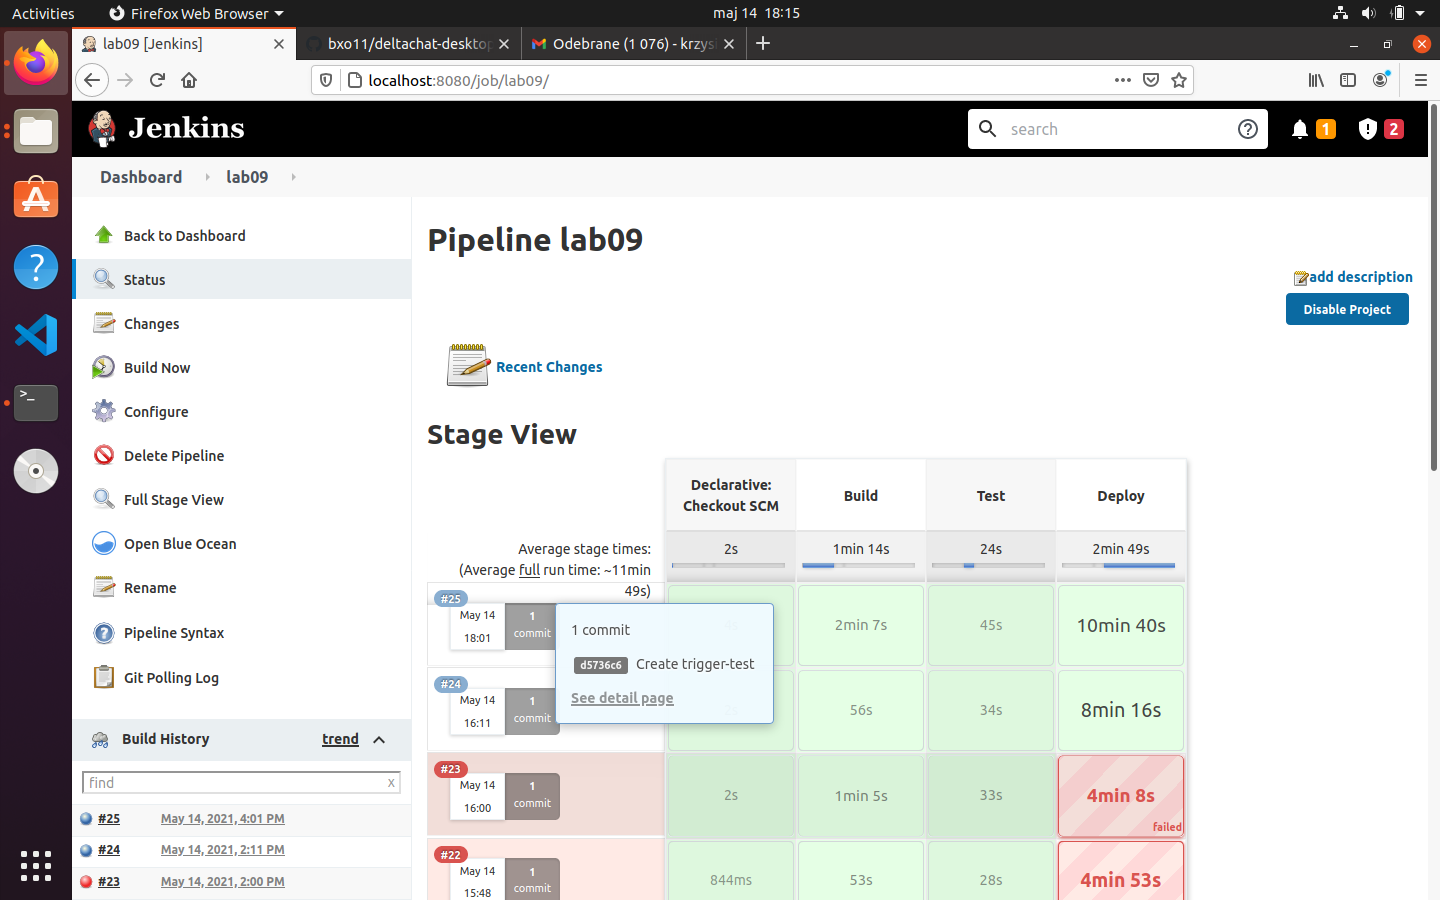 Activities
Firefox Web Browser
maj 14 18:15
lab09 [Jenkins]
bxo11/deltachat-desktop
Odebrane (1 076) - krzys
localhost:8080/job/lab09/
Jenkins
search
1
2
Dashboard
lab09
Back to Dashboard
Status
Changes
Build Now
Configure
Delete Pipeline
Full Stage View
Open Blue Ocean
Rename
Pipeline Syntax
Git Polling Log
Build History
trend
find
x
#25
May 14, 2021, 4:01 PM
#24
May 14, 2021, 2:11 PM
#23
May 14, 2021, 2:00 PM
Pipeline lab09
add description
Disable Project
Recent Changes
Stage View
Declarative:
Checkout SCM
Build
Test
Deploy
Average stage times:
(Average full run time: ~11min
49s)
2s
1min 14s
24s
2min 49s
#25
May 14
18:01
1
commit
2min 7s
45s
10min 40s
1 commit
d5736c6 Create trigger-test
See detail page
#24
May 14
16:11
1
commit
56s
34s
8min 16s
#23
May 14
16:00
1
commit
2s
1min 5s
33s
4min 8s
failed
#22
May 14
15:48
1
commit
844ms
53s
28s
4min 53s